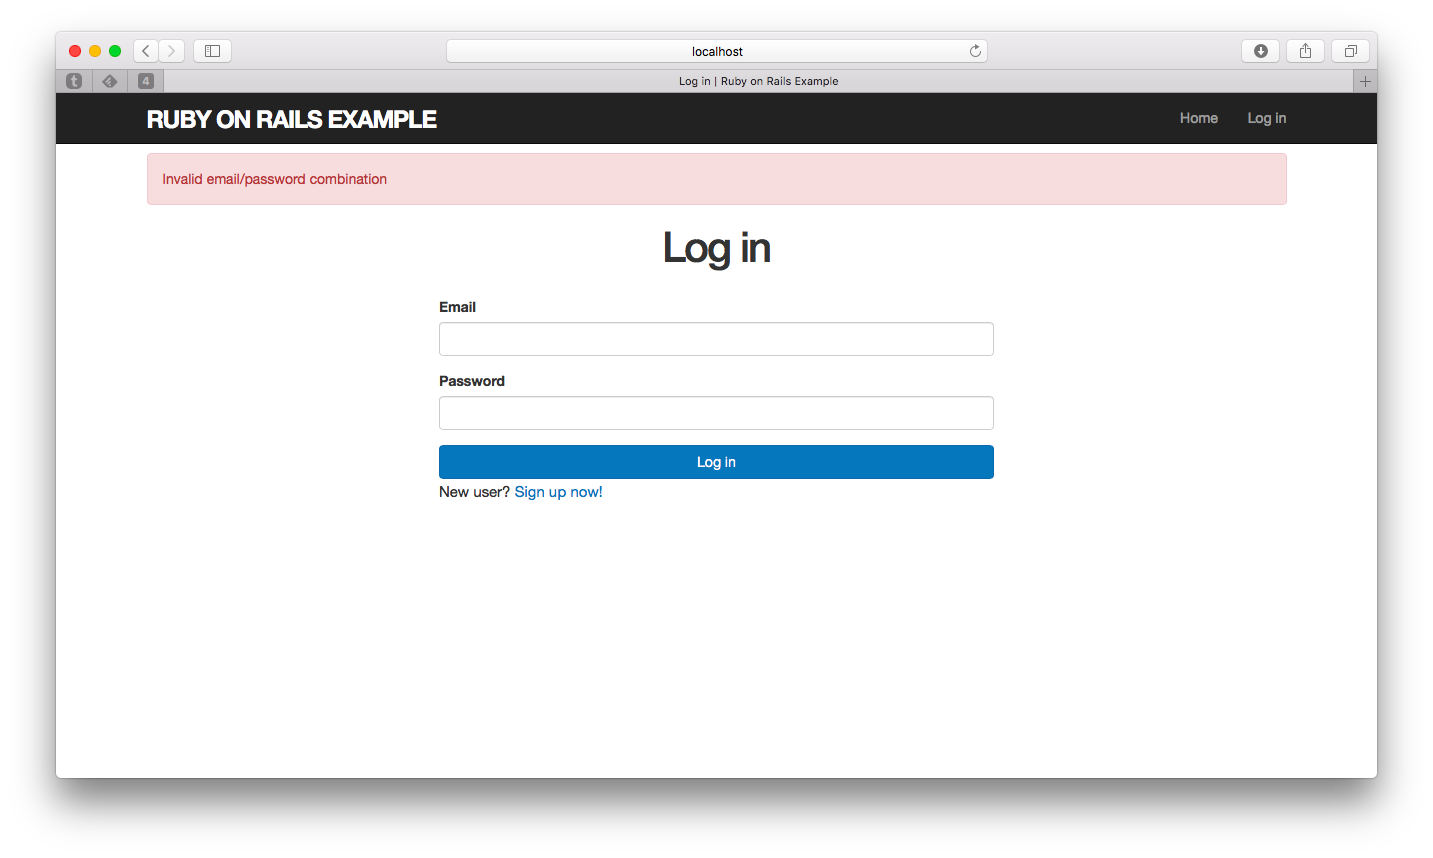 localhost
t
4
Log in | Ruby on Rails Example
RUBY ON RAILS EXAMPLE
Home
Log in
Invalid email/password combination
Log in
Email
Password
Log in
New user? Sign up now!